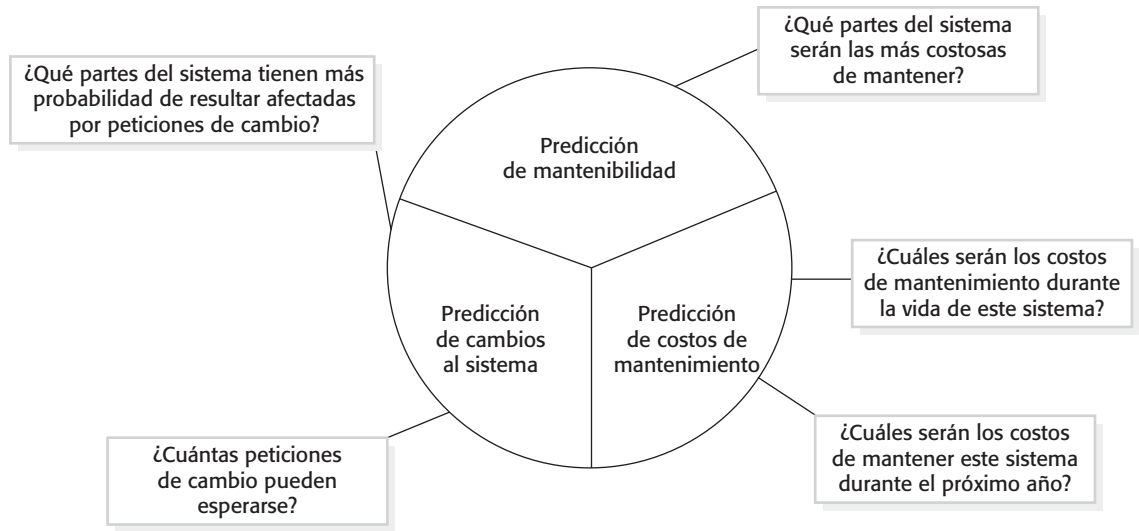 ¿Qué partes del sistema
serán las más costosas
de mantener?
¿Qué partes del sistema tienen más
probabilidad de resultar afectadas
por peticiones de cambio?
Predicción
de mantenibilidad
¿Cuáles serán los costos
de mantenimiento durante
la vida de este sistema?
Predicción
de cambios
al sistema
Predicción
de costos de
mantenimiento
¿Cuáles serán los costos
de mantener este sistema
durante el próximo año?
¿Cuántas peticiones
de cambio pueden
esperarse?